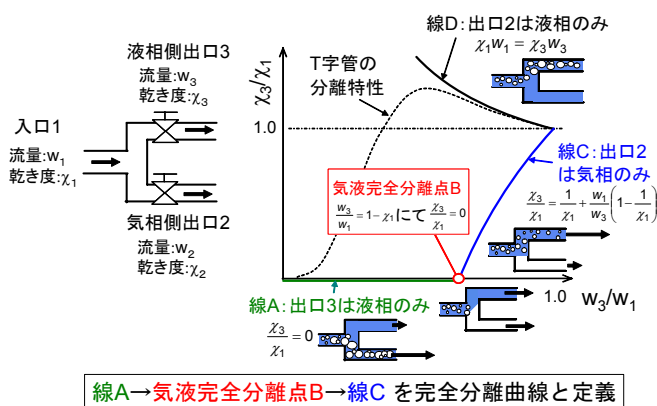 線D:出口2は液相のみ
χ₁w₁ = χ₃w₃
液相側出口3
流量:w₃
乾き度:χ₃
T字管の
分離特性
χ₃/χ₁
1.0
入口1
流量:w₁
乾き度:χ₁
気相側出口2
流量:w₂
乾き度:χ₂
気液完全分離点B
w₃/w₁ = 1 − χ₁ にて χ₃/χ₁ = 0
線C:出口2
は気相のみ
χ₃/χ₁ = 1/χ₁ + w₁/w₃ (1 − 1/χ₁)
1.0
w₃/w₁
線A:出口3は液相のみ
χ₃/χ₁ = 0
線A→気液完全分離点B→線C を完全分離曲線と定義